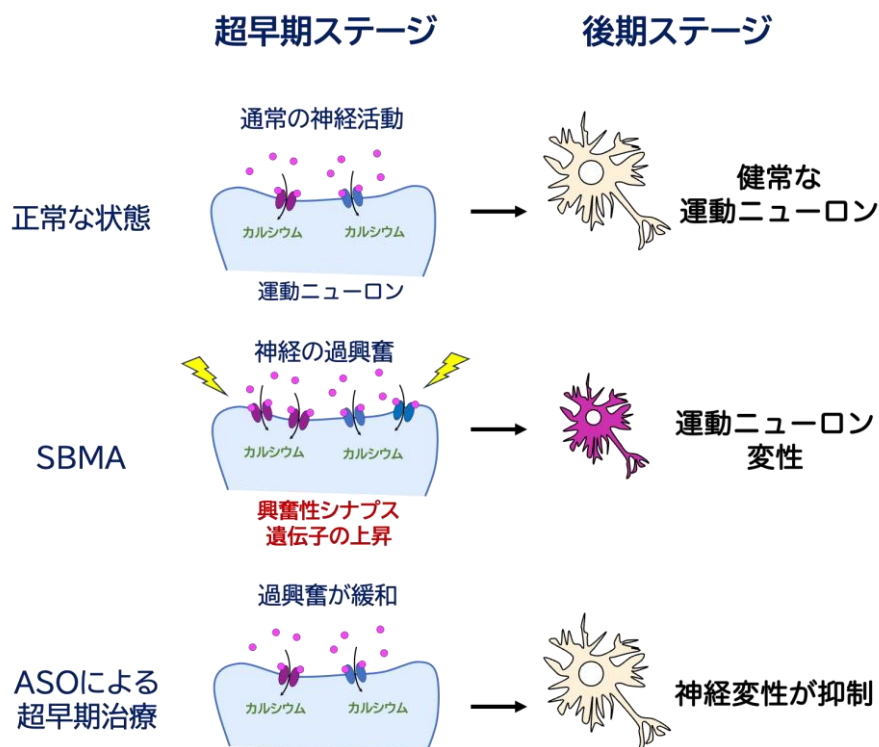 超早期ステージ
後期ステージ
通常の神経活動
正常な状態
カルシウム
カルシウム
運動ニューロン
健常な
運動ニューロン
神経の過興奮
SBMA
カルシウム
カルシウム
興奮性シナプス
遺伝子の上昇
運動ニューロン
変性
過興奮が緩和
ASOによる
超早期治療
カルシウム
カルシウム
神経変性が抑制